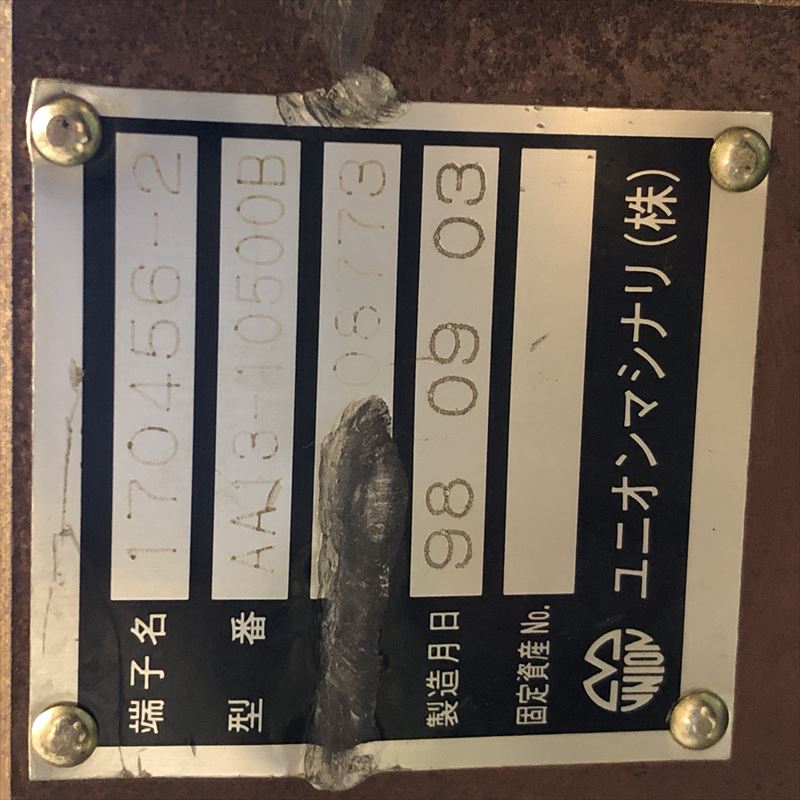 端子名 170456-2
型番 AA13-10500B
06773
製造月日 98 09 03
固定資産No.
UNION ユニオンマシナリ(株)